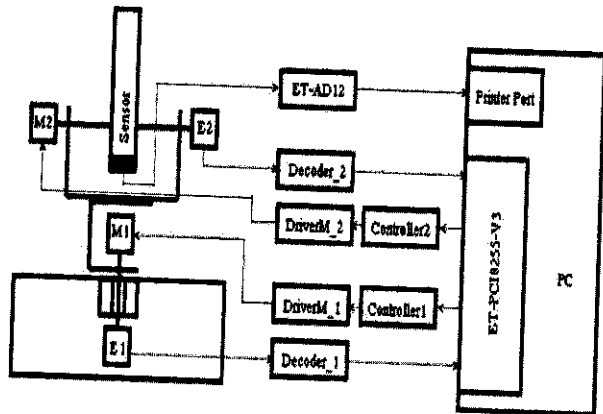 ET-AD12
Printer Port
M2
Sensor
E2
Decoder_2
M1
DriverM_2
Controller2
ET-PCI8255-V3
PC
DriverM_1
Controller1
E1
Decoder_1